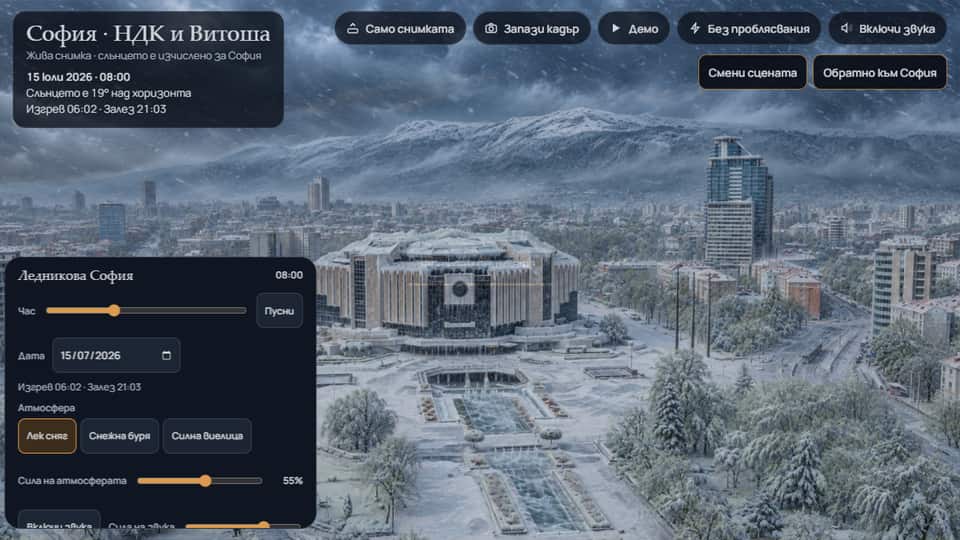 София · НДК и Витоша
Жива снимка · слънцето е изчислено за София
15 юли 2026 · 08:00
Слънцето е 19° над хоризонта
Изгрев 06:02 · Залез 21:03
Само снимката
Запази кадър
Демо
Без проблясвания
Включи звука
Смени сцената
Обратно към София
Ледникова София
08:00
Час
Пусни
Дата
15/07/2026
Изгрев 06:02 · Залез 21:03
Атмосфера
Лек сняг
Снежна буря
Силна виелица
Сила на атмосферата
55%
Включи звука
Сила на звука